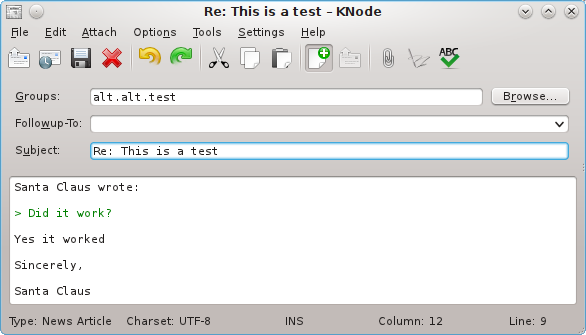 Re: This is a test – KNode
File Edit Attach Options Tools Settings Help
ABC
Groups: alt.alt.test Browse...
Followup-To:
Subject: Re: This is a test
Santa Claus wrote:
> Did it work?
Yes it worked
Sincerely,
Santa Claus
Type: News Article Charset: UTF-8 INS Column: 12 Line: 9